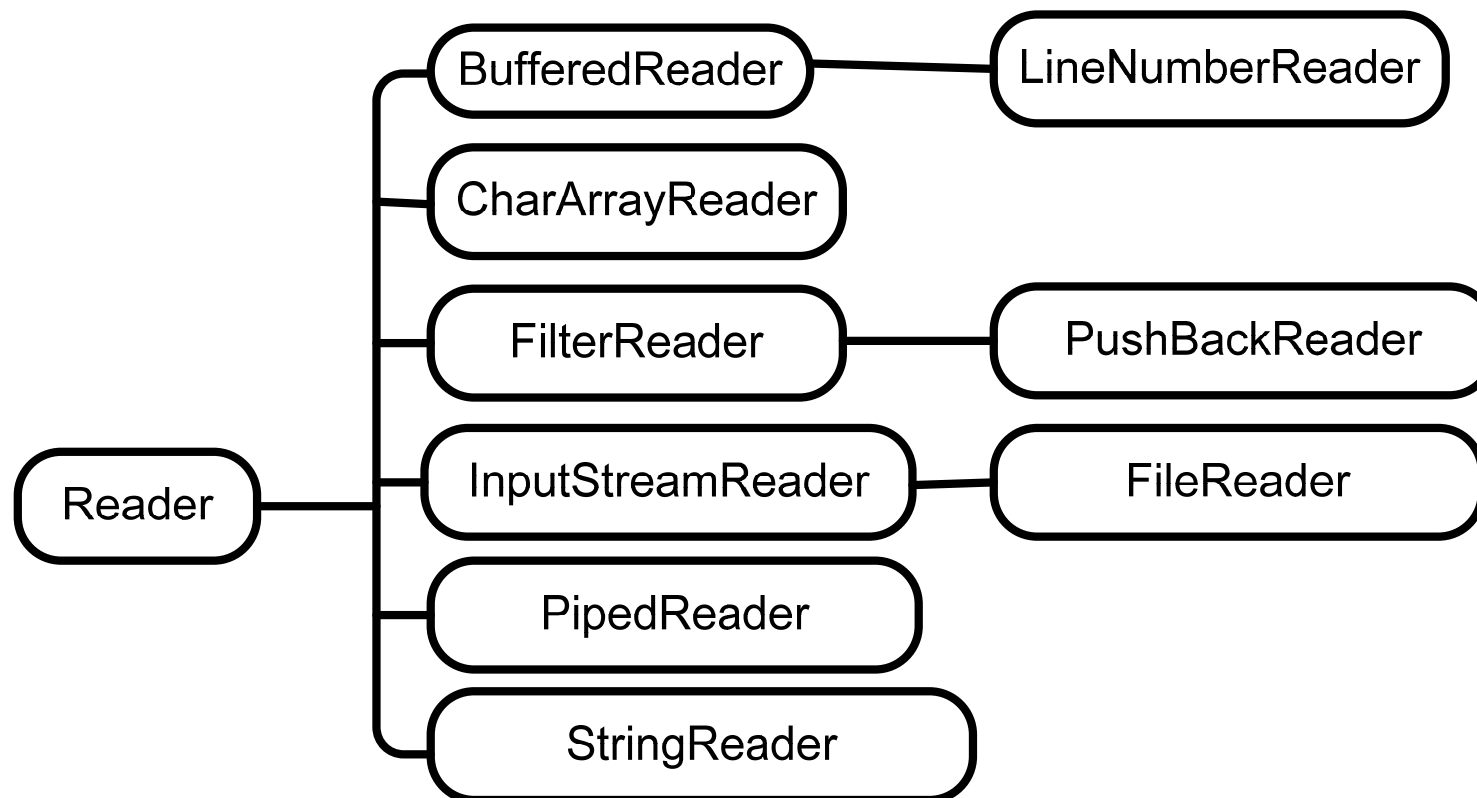 BufferedReader
LineNumberReader
CharArrayReader
FilterReader
PushBackReader
InputStreamReader
FileReader
Reader
PipedReader
StringReader